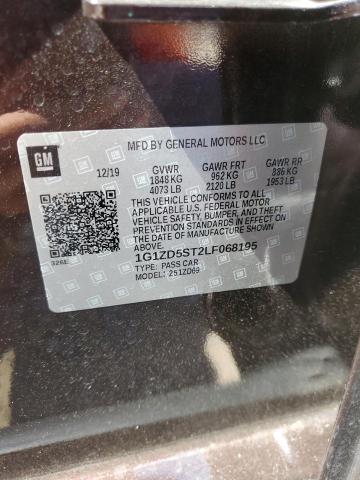 MFD BY GENERAL MOTORS LLC
GM
12/19 GVWR GAWR FRT GAWR RR
1848 KG 962 KG 886 KG
4073 LB 2120 LB 1953 LB
THIS VEHICLE CONFORMS TO ALL
APPLICABLE U.S. FEDERAL MOTOR
VEHICLE SAFETY, BUMPER, AND THEFT
PREVENTION STANDARDS IN EFFECT ON
THE DATE OF MANUFACTURE SHOWN
ABOVE.
1G1ZD5ST2LF068195
TYPE: PASS CAR
MODEL: 2S1ZD69